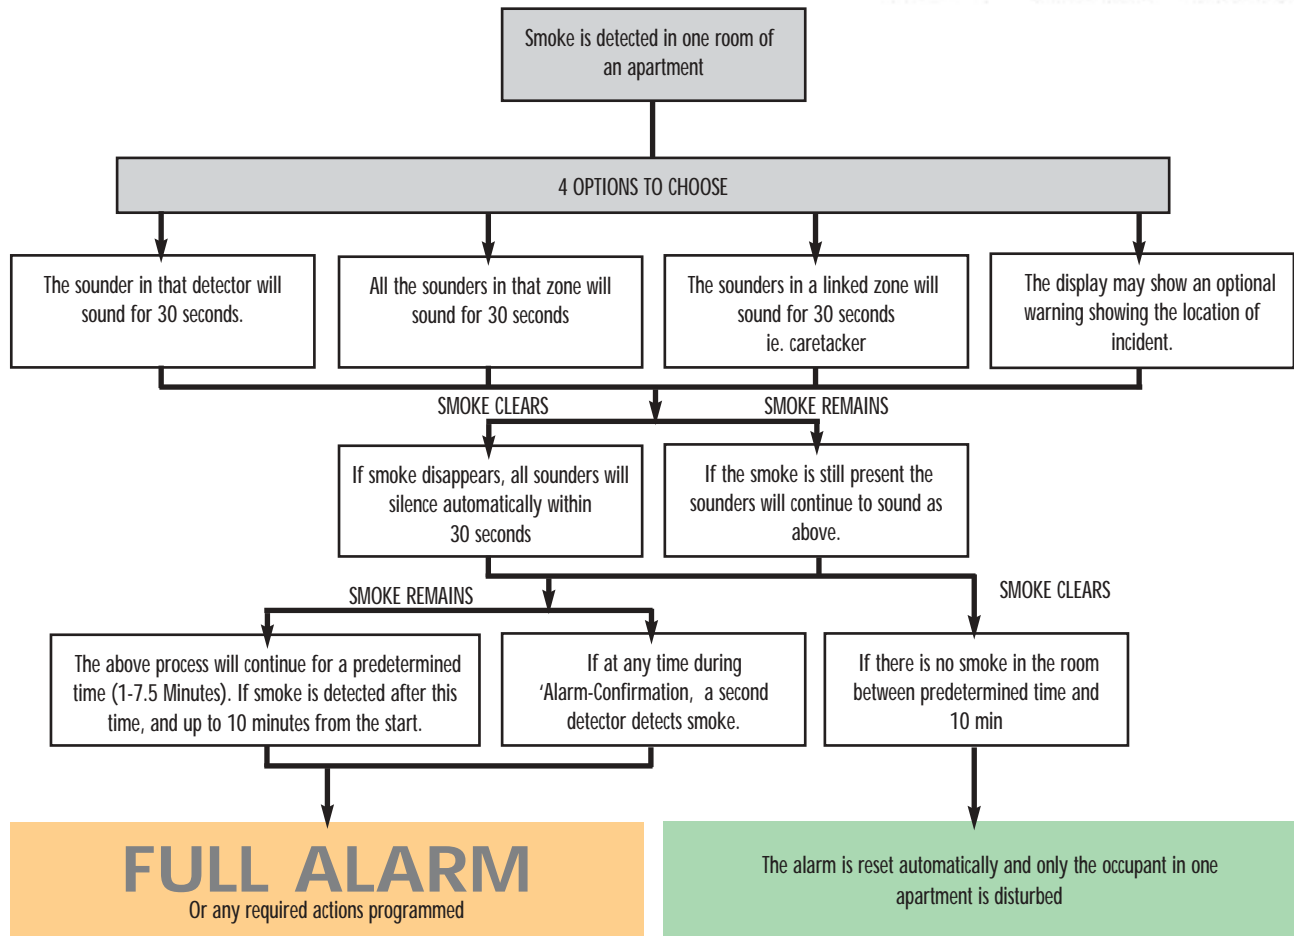 Smoke is detected in one room of
an apartment
4 OPTIONS TO CHOOSE
The sounder in that detector will
sound for 30 seconds.
All the sounders in that zone will
sound for 30 seconds
The sounders in a linked zone will
sound for 30 seconds
ie. caretacker
The display may show an optional
warning showing the location of
incident.
SMOKE CLEARS
SMOKE REMAINS
If smoke disappears, all sounders will
silence automatically within
30 seconds
If the smoke is still present the
sounders will continue to sound as
above.
SMOKE REMAINS
SMOKE CLEARS
The above process will continue for a predetermined
time (1-7.5 Minutes). If smoke is detected after this
time, and up to 10 minutes from the start.
If at any time during
'Alarm-Confirmation, a second
detector detects smoke.
If there is no smoke in the room
between predetermined time and
10 min
FULL ALARM
Or any required actions programmed
The alarm is reset automatically and only the occupant in one
apartment is disturbed